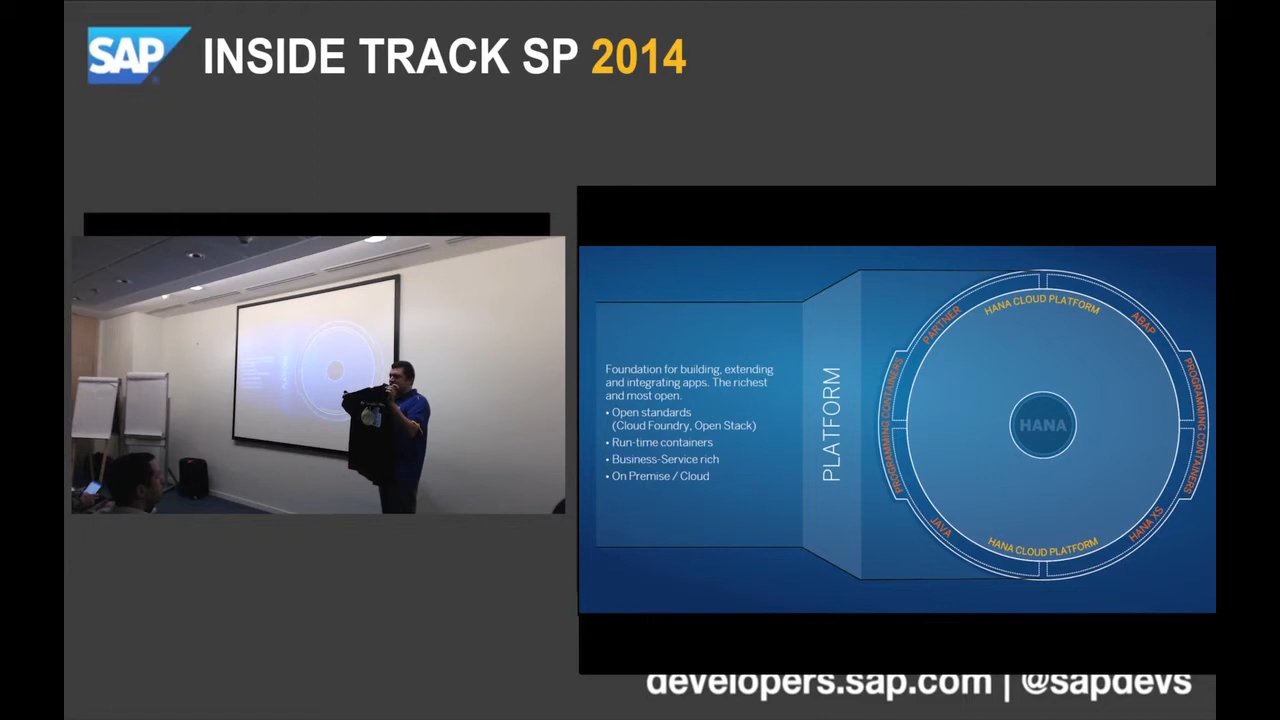 SAP
INSIDE TRACK SP 2014
Foundation for building, extending
and integrating apps. The richest
and most open.
• Open standards
(Cloud Foundry, Open Stack)
• Run-time containers
• Business-Service rich
• On Premise / Cloud
PLATFORM
HANA CLOUD PLATFORM
PARTNER
ABAP
PROGRAMMING CONTAINERS
PROGRAMMING CONTAINERS
HANA
JAVA
HANA XS
HANA CLOUD PLATFORM
developers.sap.com | @sapdevs